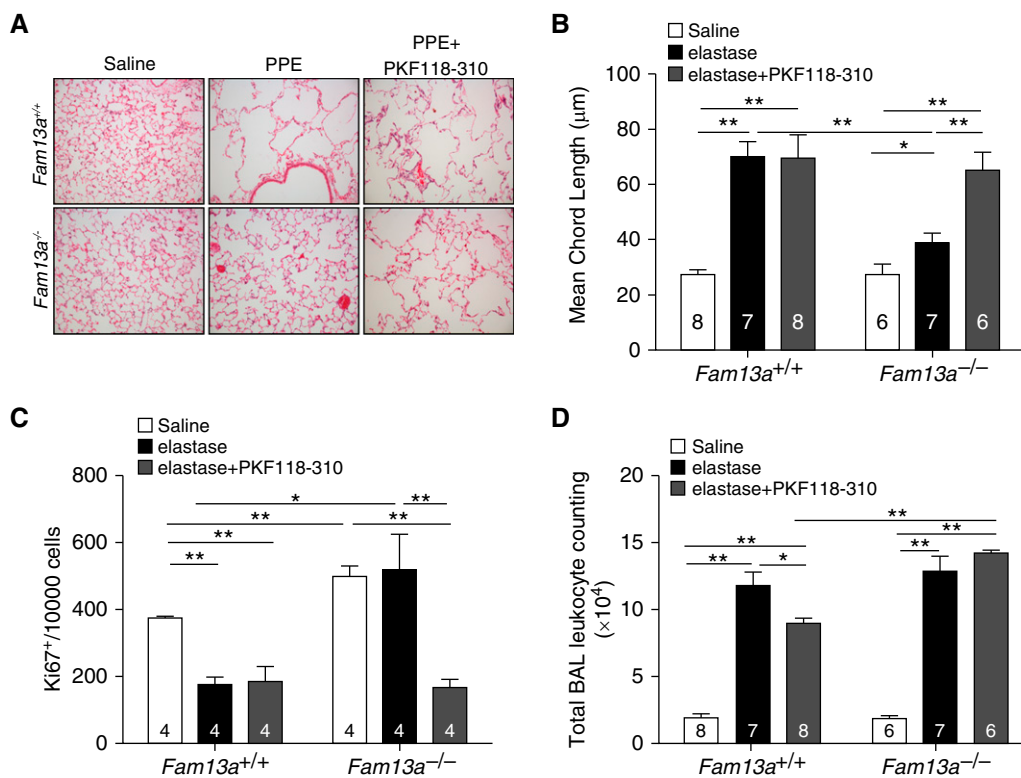 A
Saline
PPE
PPE+
PKF118-310
Fam13a+/+
Fam13a-/-
B
Saline
elastase
elastase+PKF118-310
Mean Chord Length (μm)
100
80
60
40
20
0
**
**
**
**
**
*
8
7
8
6
7
6
Fam13a+/+
Fam13a−/−
C
Saline
elastase
elastase+PKF118-310
Ki67+/10000 cells
800
600
400
200
0
*
**
**
**
**
**
4
4
4
4
4
4
Fam13a+/+
Fam13a−/−
D
Saline
elastase
elastase+PKF118-310
Total BAL leukocyte counting
(×10⁴)
20
15
10
5
0
**
**
**
**
*
**
8
7
8
6
7
6
Fam13a+/+
Fam13a−/−